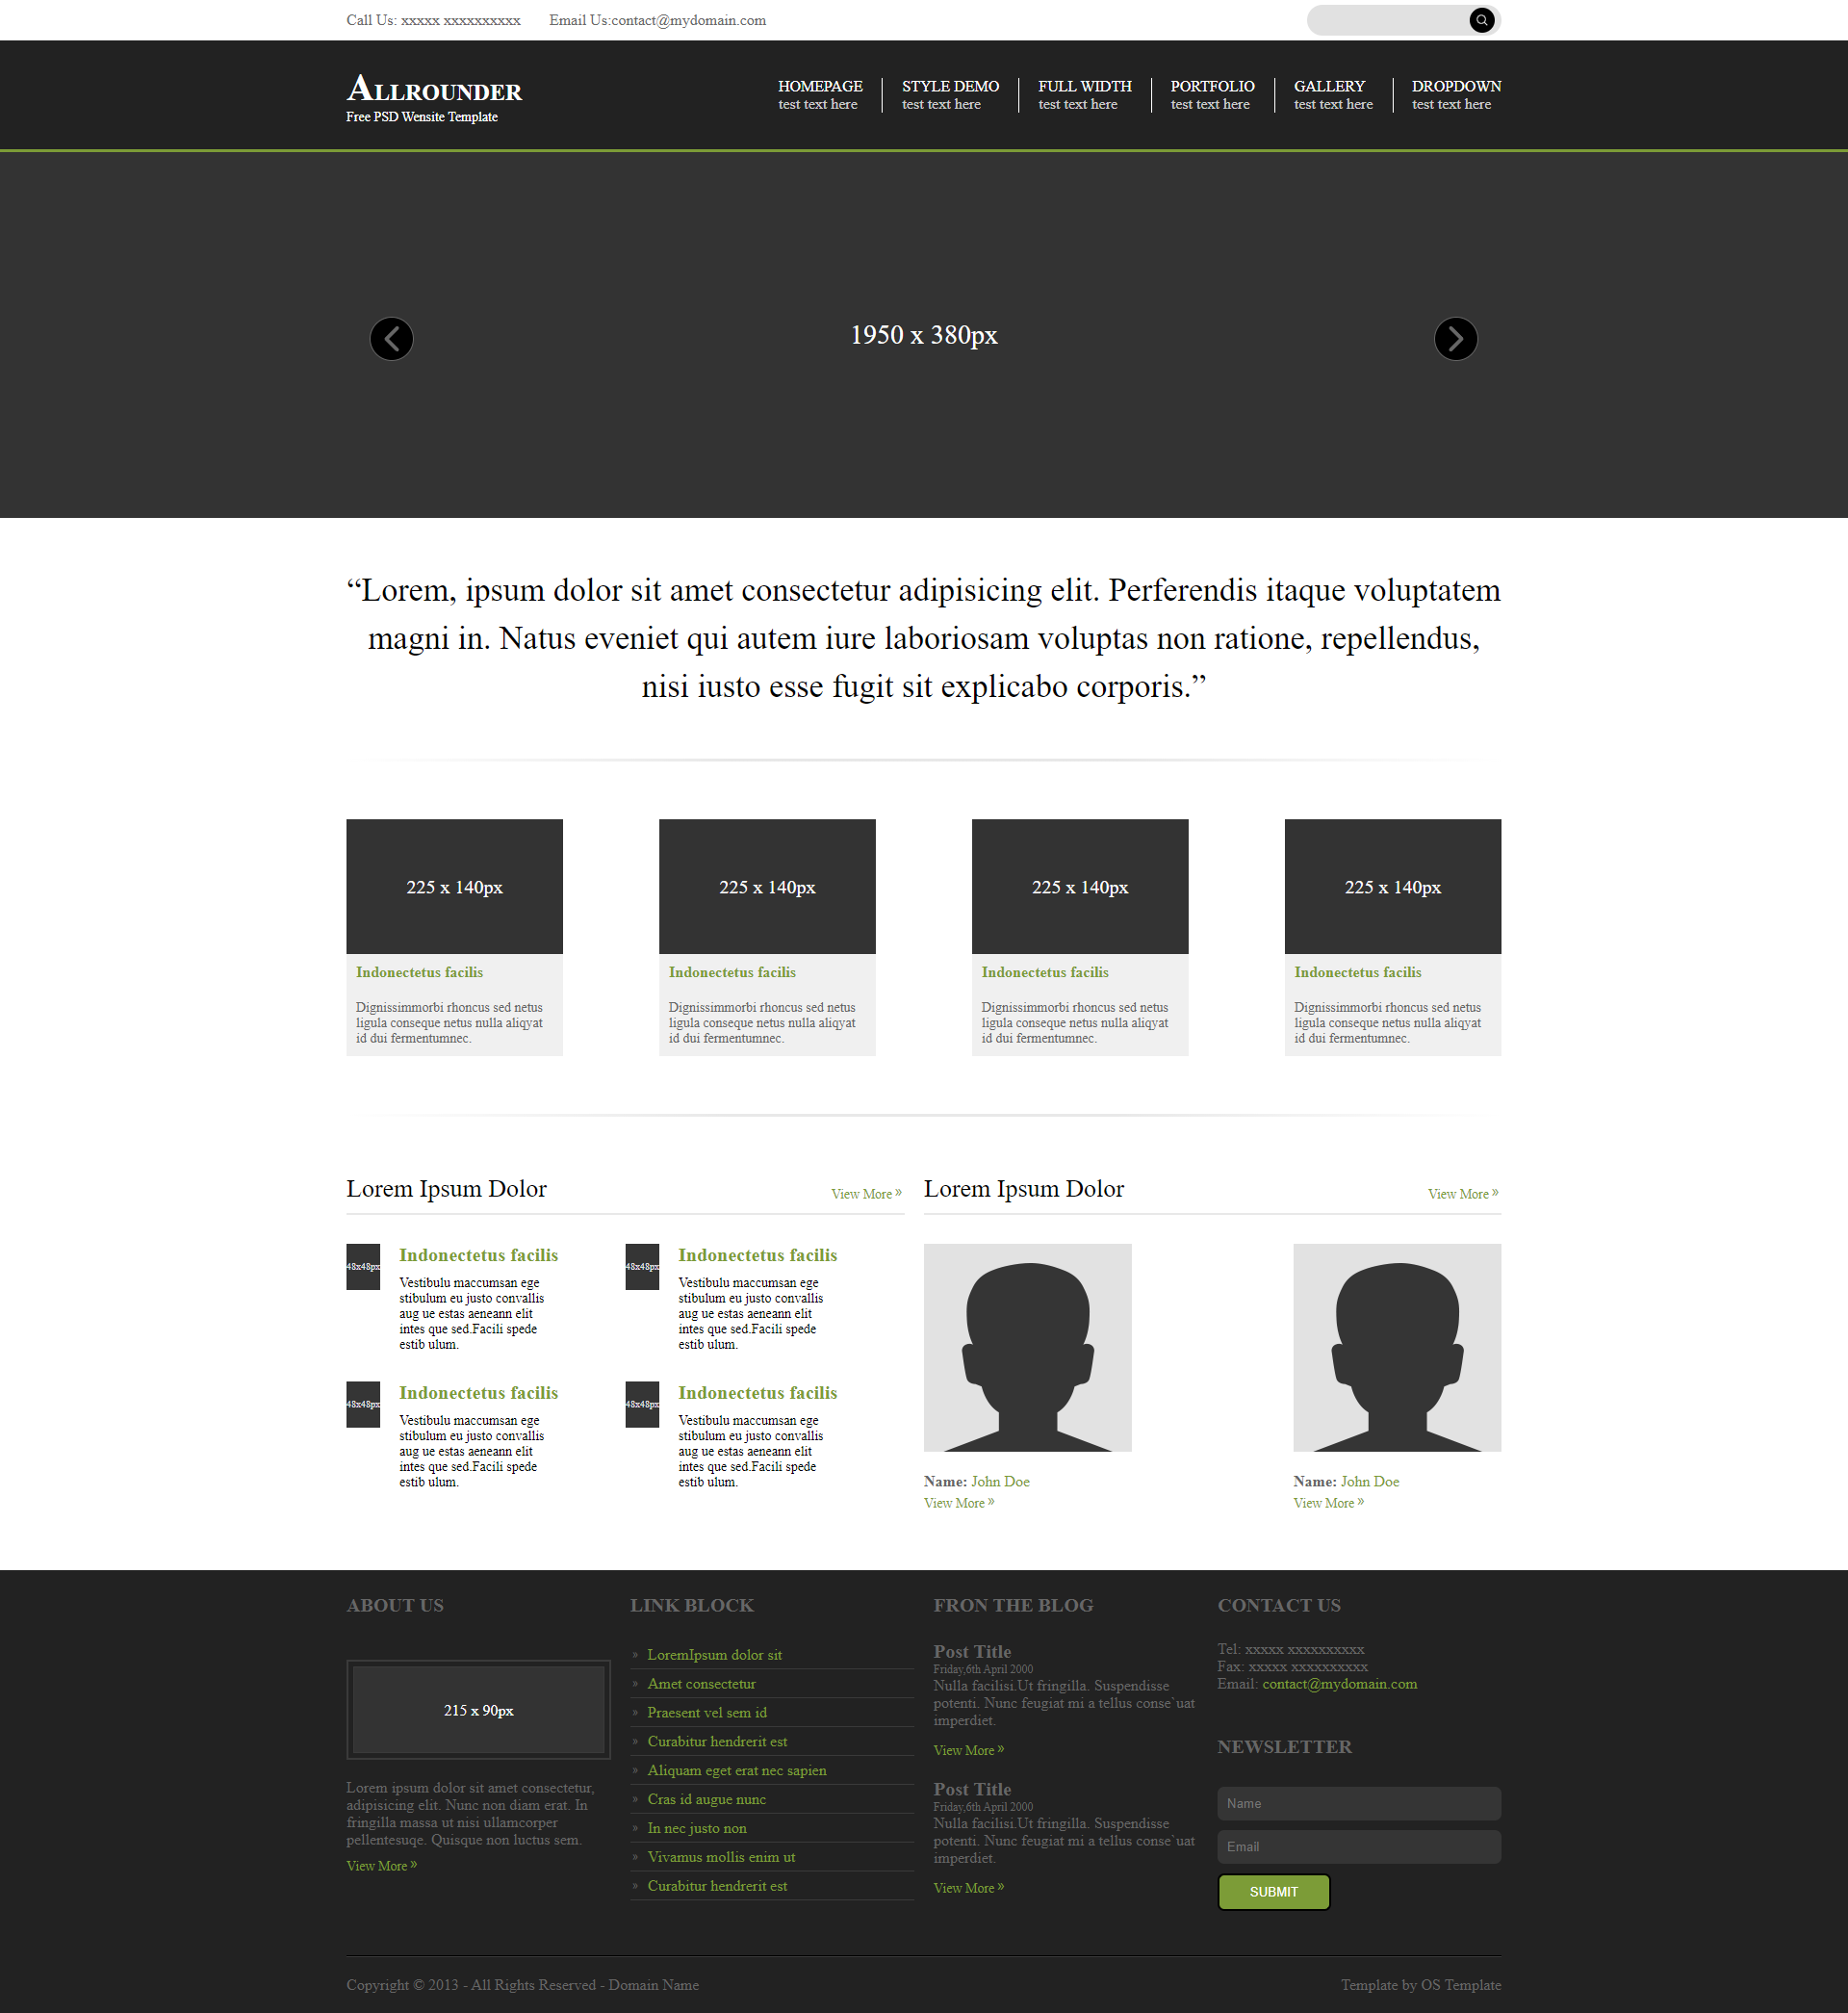 Call Us: xxxxx xxxxxxxxxx Email Us:contact@mydomain.com
ALLROUNDER
Free PSD Wensite Template
HOMEPAGE
test text here
STYLE DEMO
test text here
FULL WIDTH
test text here
PORTFOLIO
test text here
GALLERY
test text here
DROPDOWN
test text here
1950 x 380px
“Lorem, ipsum dolor sit amet consectetur adipisicing elit. Perferendis itaque voluptatem
magni in. Natus eveniet qui autem iure laboriosam voluptas non ratione, repellendus,
nisi iusto esse fugit sit explicabo corporis.”
225 x 140px
Indonectetus facilis
Dignissimmorbi rhoncus sed netus
ligula conseque netus nulla aliqyat
id dui fermentumnec.
225 x 140px
Indonectetus facilis
Dignissimmorbi rhoncus sed netus
ligula conseque netus nulla aliqyat
id dui fermentumnec.
225 x 140px
Indonectetus facilis
Dignissimmorbi rhoncus sed netus
ligula conseque netus nulla aliqyat
id dui fermentumnec.
225 x 140px
Indonectetus facilis
Dignissimmorbi rhoncus sed netus
ligula conseque netus nulla aliqyat
id dui fermentumnec.
Lorem Ipsum Dolor
View More »
48x48px
Indonectetus facilis
Vestibulu maccumsan ege
stibulum eu justo convallis
aug ue estas aeneann elit
intes que sed.Facili spede
estib ulum.
48x48px
Indonectetus facilis
Vestibulu maccumsan ege
stibulum eu justo convallis
aug ue estas aeneann elit
intes que sed.Facili spede
estib ulum.
48x48px
Indonectetus facilis
Vestibulu maccumsan ege
stibulum eu justo convallis
aug ue estas aeneann elit
intes que sed.Facili spede
estib ulum.
48x48px
Indonectetus facilis
Vestibulu maccumsan ege
stibulum eu justo convallis
aug ue estas aeneann elit
intes que sed.Facili spede
estib ulum.
Lorem Ipsum Dolor
View More »
Name: John Doe
View More »
Name: John Doe
View More »
ABOUT US
215 x 90px
Lorem ipsum dolor sit amet consectetur,
adipisicing elit. Nunc non diam erat. In
fringilla massa ut nisi ullamcorper
pellentesuqe. Quisque non luctus sem.
View More »
LINK BLOCK
» LoremIpsum dolor sit
» Amet consectetur
» Praesent vel sem id
» Curabitur hendrerit est
» Aliquam eget erat nec sapien
» Cras id augue nunc
» In nec justo non
» Vivamus mollis enim ut
» Curabitur hendrerit est
FRON THE BLOG
Post Title
Friday,6th April 2000
Nulla facilisi.Ut fringilla. Suspendisse
potenti. Nunc feugiat mi a tellus conse`uat
imperdiet.
View More »
Post Title
Friday,6th April 2000
Nulla facilisi.Ut fringilla. Suspendisse
potenti. Nunc feugiat mi a tellus conse`uat
imperdiet.
View More »
CONTACT US
Tel: xxxxx xxxxxxxxxx
Fax: xxxxx xxxxxxxxxx
Email: contact@mydomain.com
NEWSLETTER
Name
Email
SUBMIT
Copyright © 2013 - All Rights Reserved - Domain Name
Template by OS Template